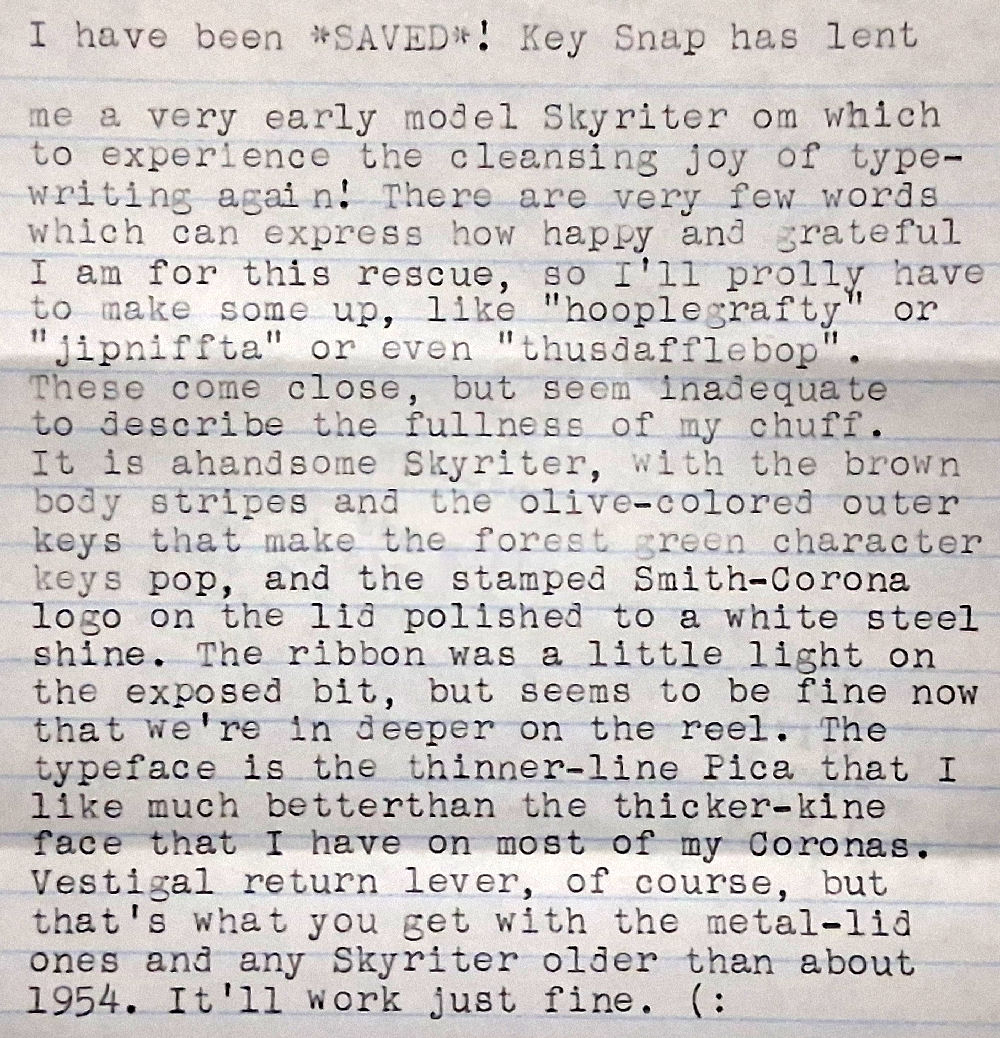 I have been *SAVED*! Key Snap has lent
me a very early model Skyriter om which
to experience the cleansing joy of type-
writing again! There are very few words
which can express how happy and grateful
I am for this rescue, so I'll prolly have
to make some up, like "hooplegrafty" or
"jipniffta" or even "thusdafflebop".
These come close, but seem inadequate
to describe the fullness of my chuff.
It is ahandsome Skyriter, with the brown
body stripes and the olive-colored outer
keys that make the forest green character
keys pop, and the stamped Smith-Corona
logo on the lid polished to a white steel
shine. The ribbon was a little light on
the exposed bit, but seems to be fine now
that we're in deeper on the reel. The
typeface is the thinner-line Pica that I
like much betterthan the thicker-kine
face that I have on most of my Coronas.
Vestigal return lever, of course, but
that's what you get with the metal-lid
ones and any Skyriter older than about
1954. It'll work just fine. (: